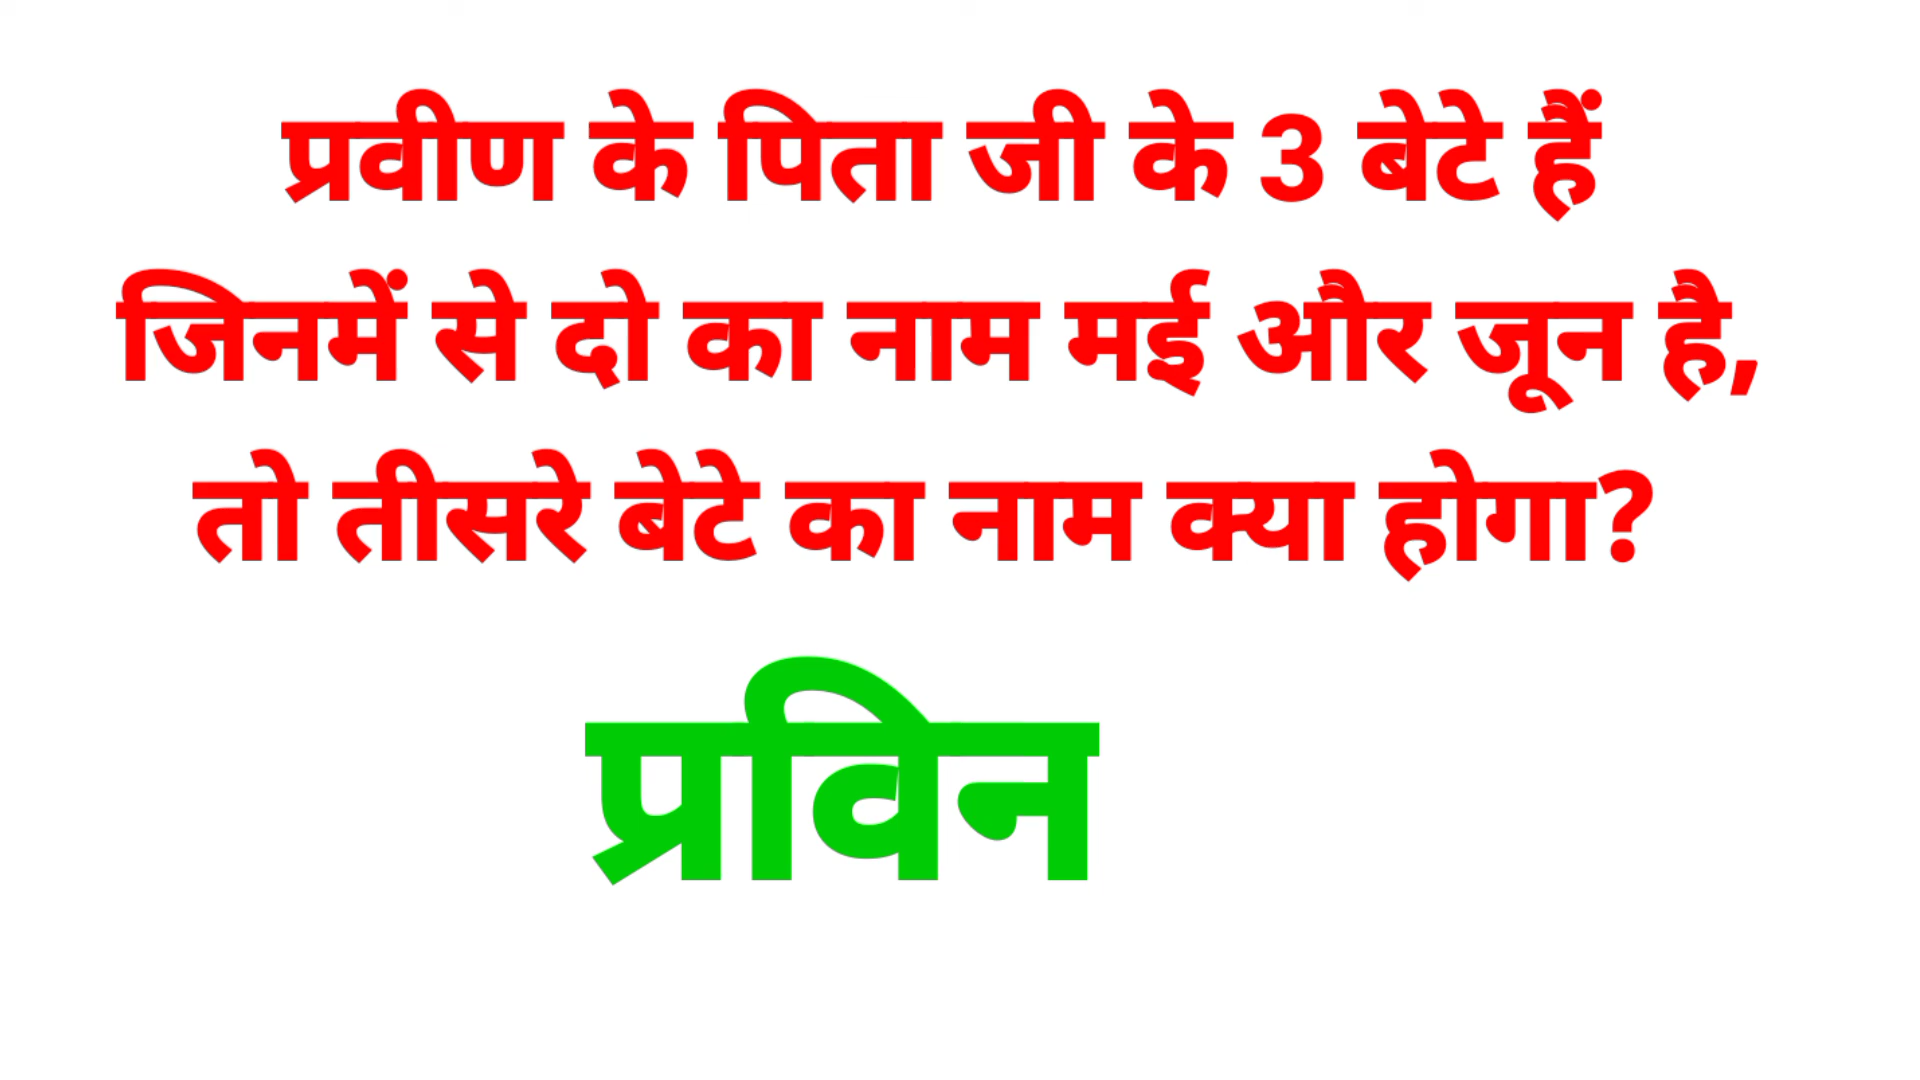 प्रवीण के पिता जी के 3 बेटे हैं
जिनमें से दो का नाम मई और जून है,
तो तीसरे बेटे का नाम क्या होगा?
प्रविन